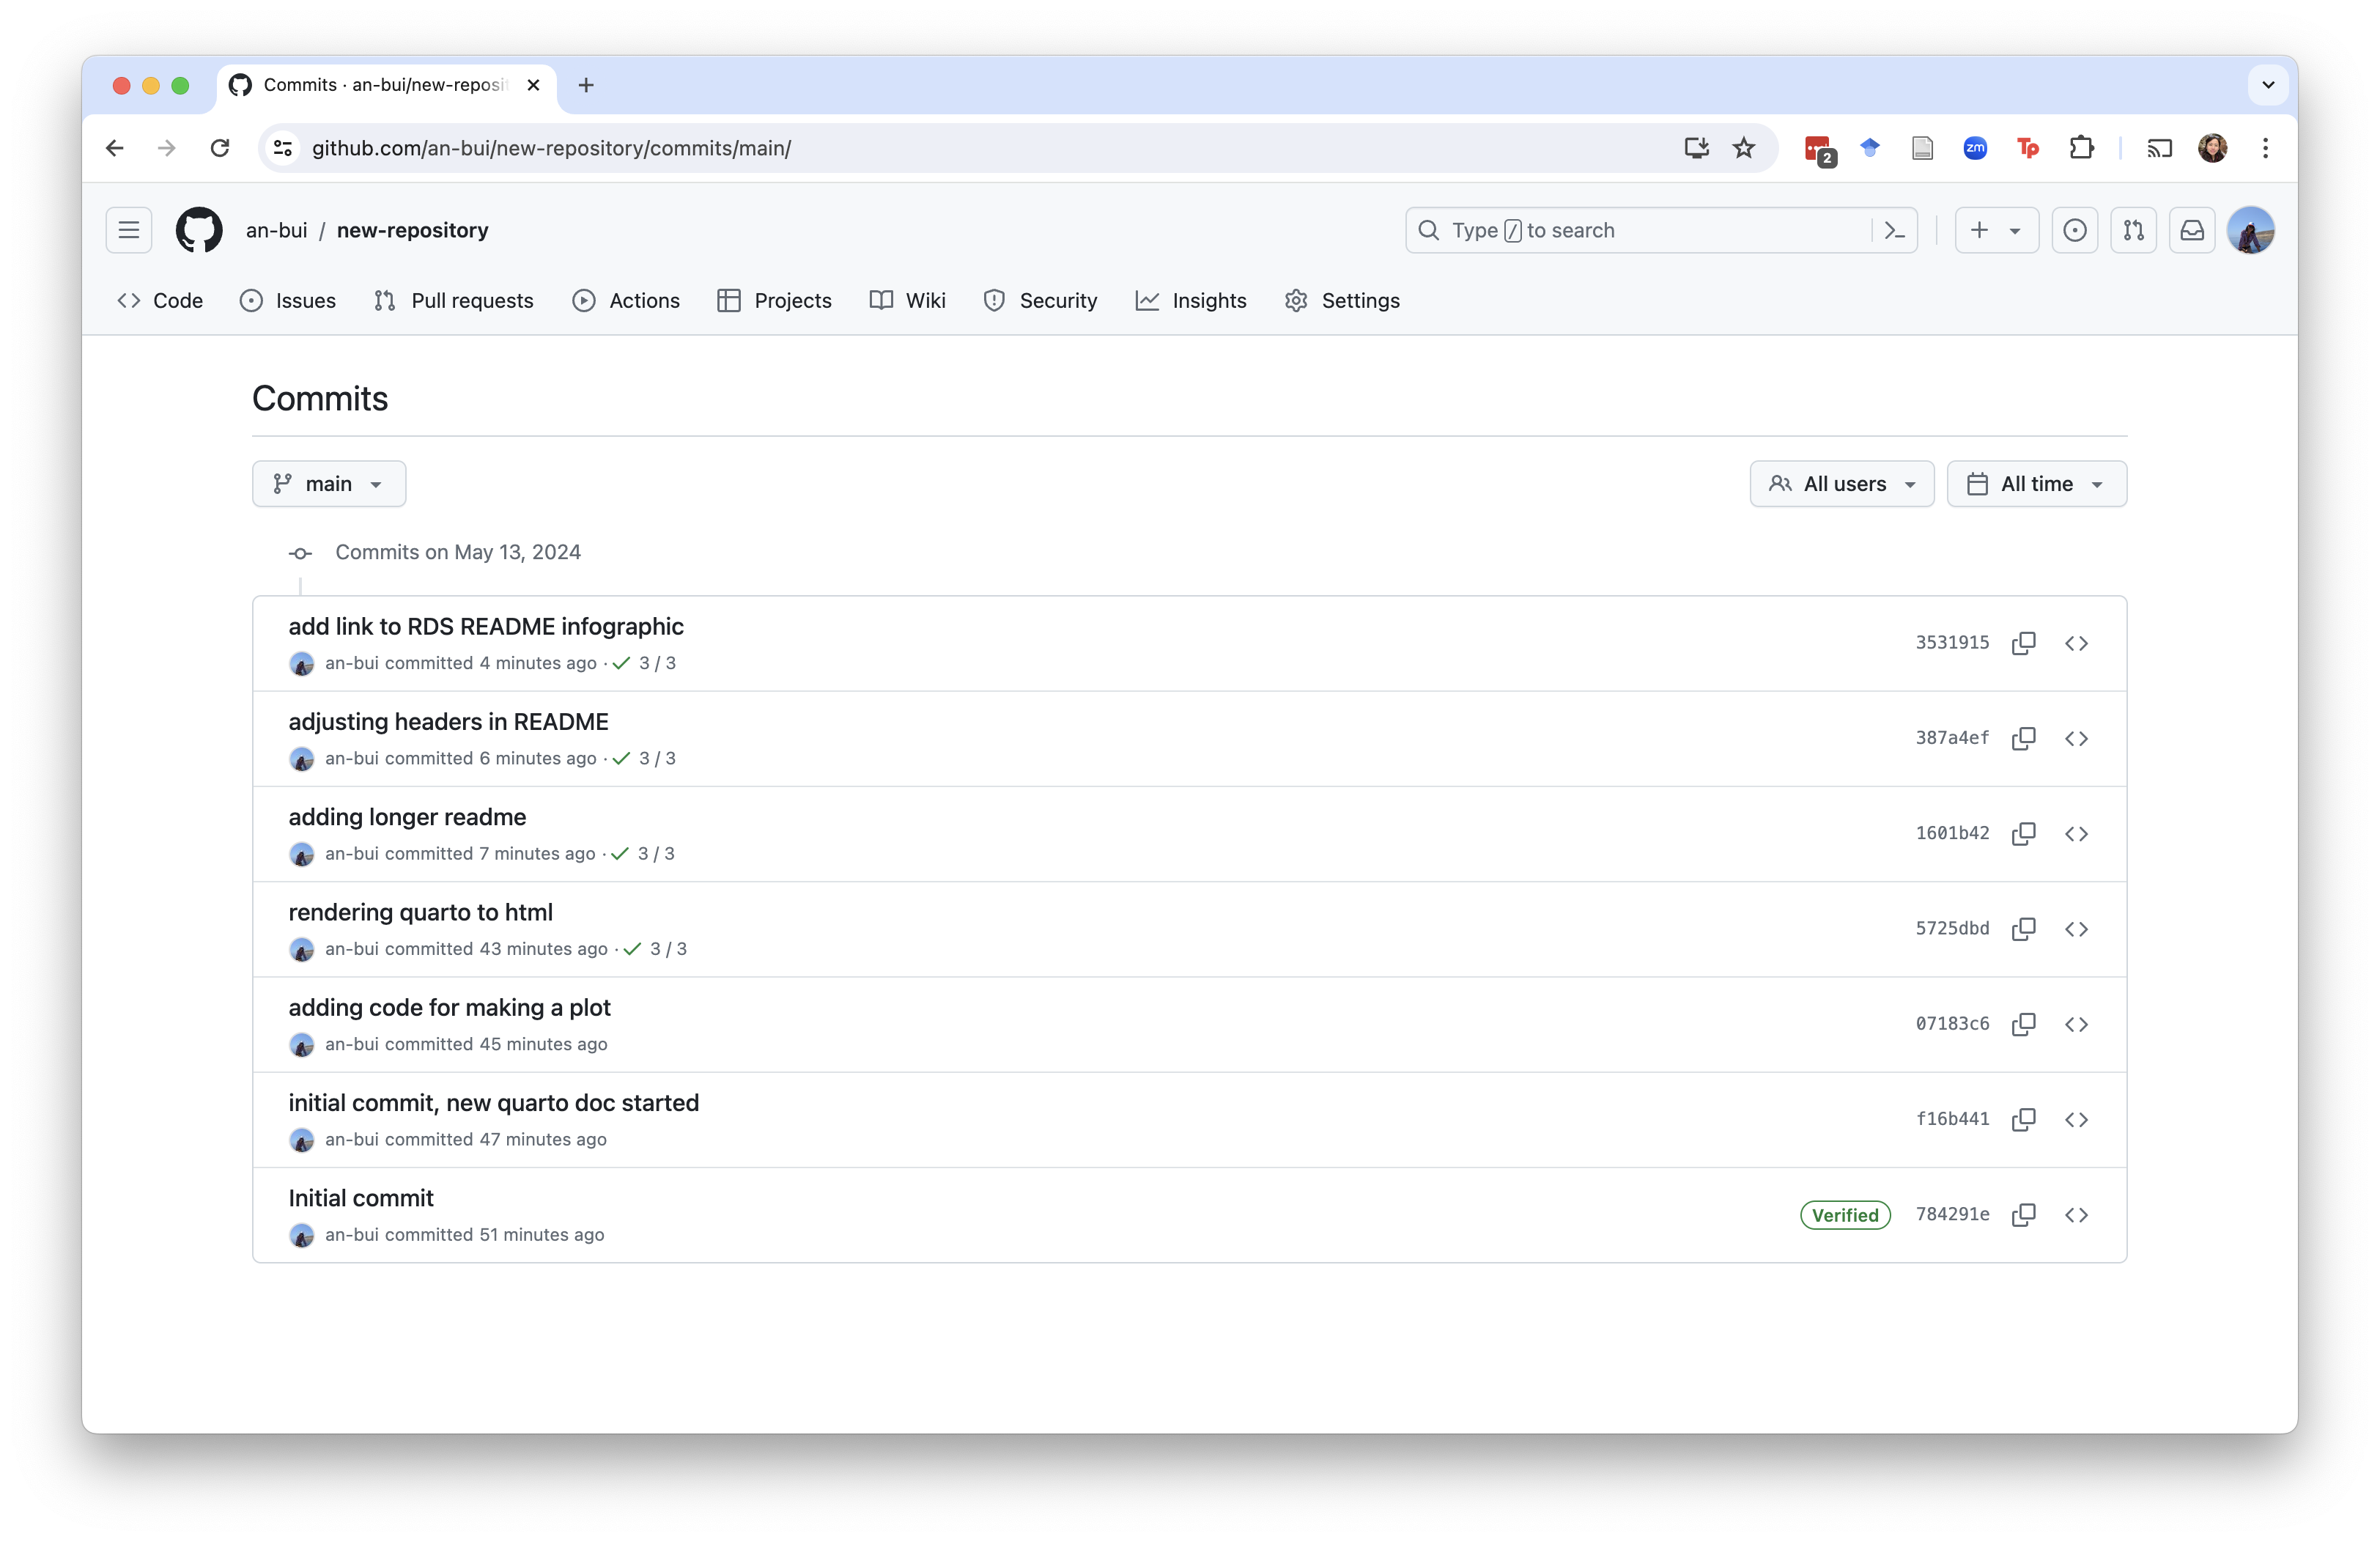 Commits · an-bui/new-reposit
github.com/an-bui/new-repository/commits/main/
2
zm
Tp
an-bui / new-repository
Type / to search
Code Issues Pull requests Actions Projects Wiki Security Insights Settings
Commits
main All users All time
Commits on May 13, 2024
add link to RDS README infographic
an-bui committed 4 minutes ago · 3 / 3
3531915
adjusting headers in README
an-bui committed 6 minutes ago · 3 / 3
387a4ef
adding longer readme
an-bui committed 7 minutes ago · 3 / 3
1601b42
rendering quarto to html
an-bui committed 43 minutes ago · 3 / 3
5725dbd
adding code for making a plot
an-bui committed 45 minutes ago
07183c6
initial commit, new quarto doc started
an-bui committed 47 minutes ago
f16b441
Initial commit
an-bui committed 51 minutes ago
Verified 784291e